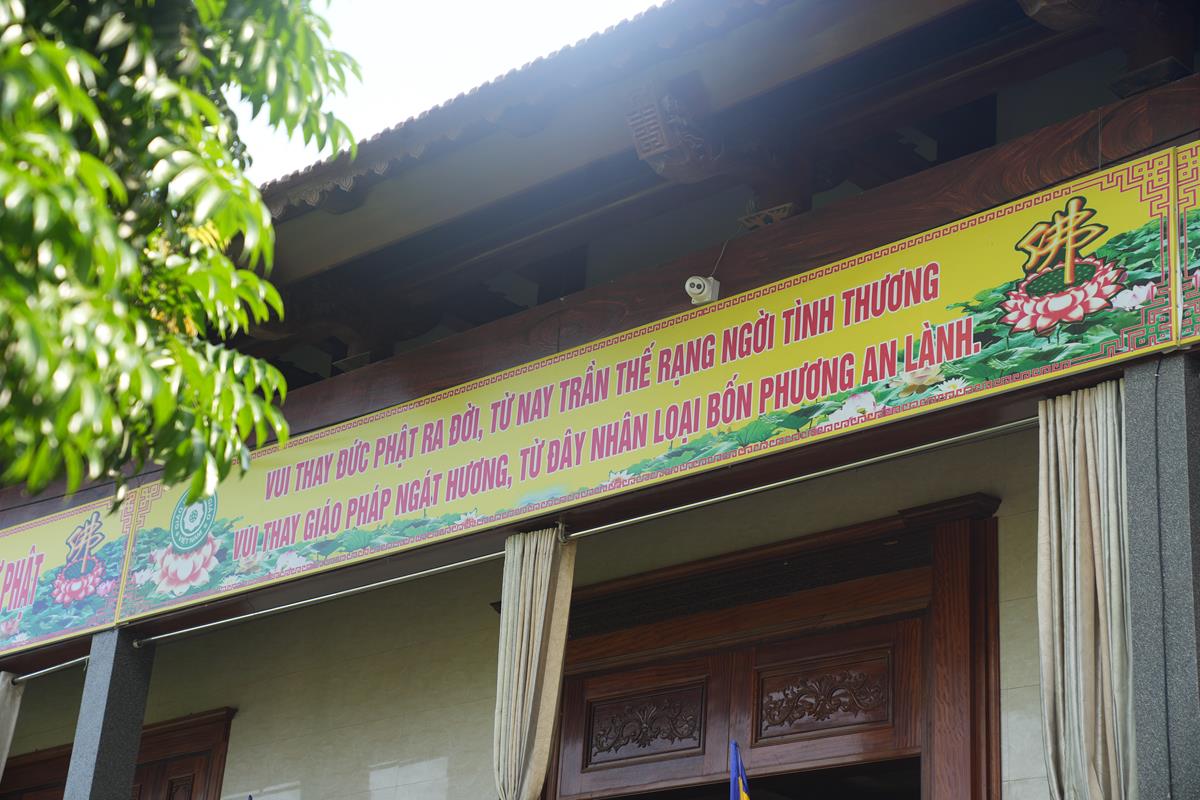 VUI THAY ĐỨC PHẬT RA ĐỜI, TỪ NAY TRẦN THẾ RẠNG NGỜI TÌNH THƯƠNG
VUI THAY GIÁO PHÁP NGÁT HƯƠNG, TỪ ĐÂY NHÂN LOẠI BỐN PHƯƠNG AN LÀNH.
佛
PHẬT
佛